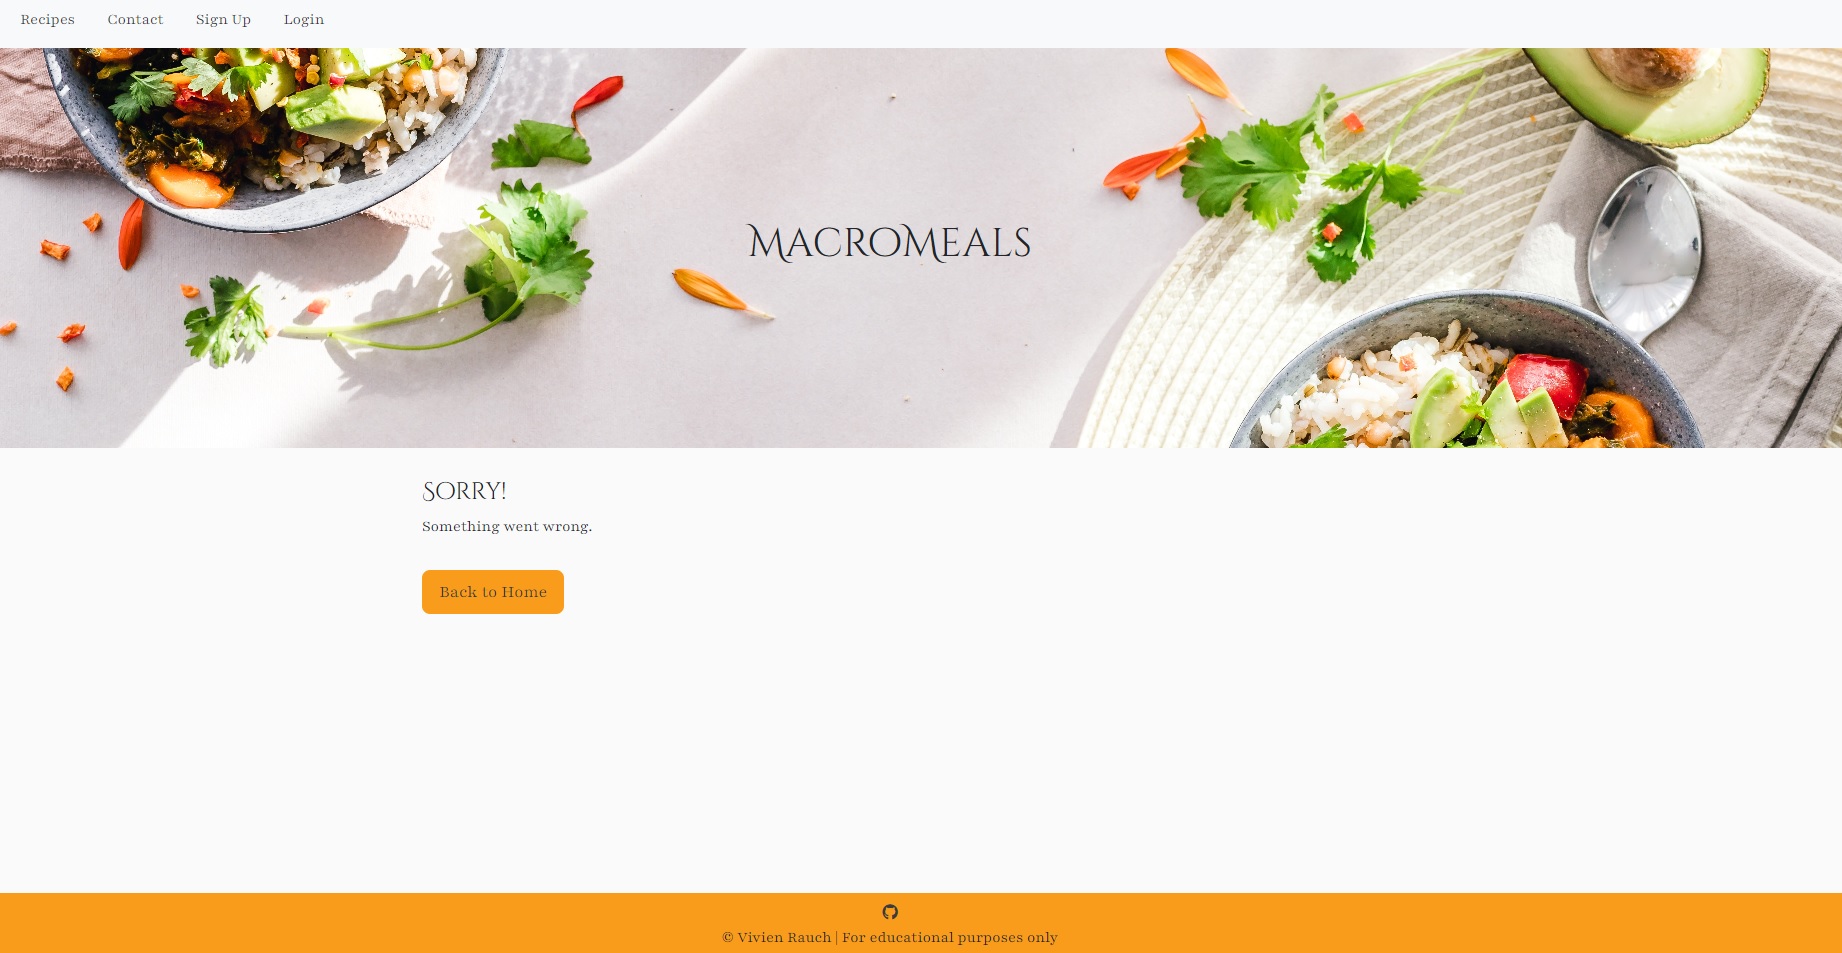 Recipes Contact Sign Up Login
MacroMeals
Sorry!
Something went wrong.
Back to Home
© Vivien Rauch | For educational purposes only